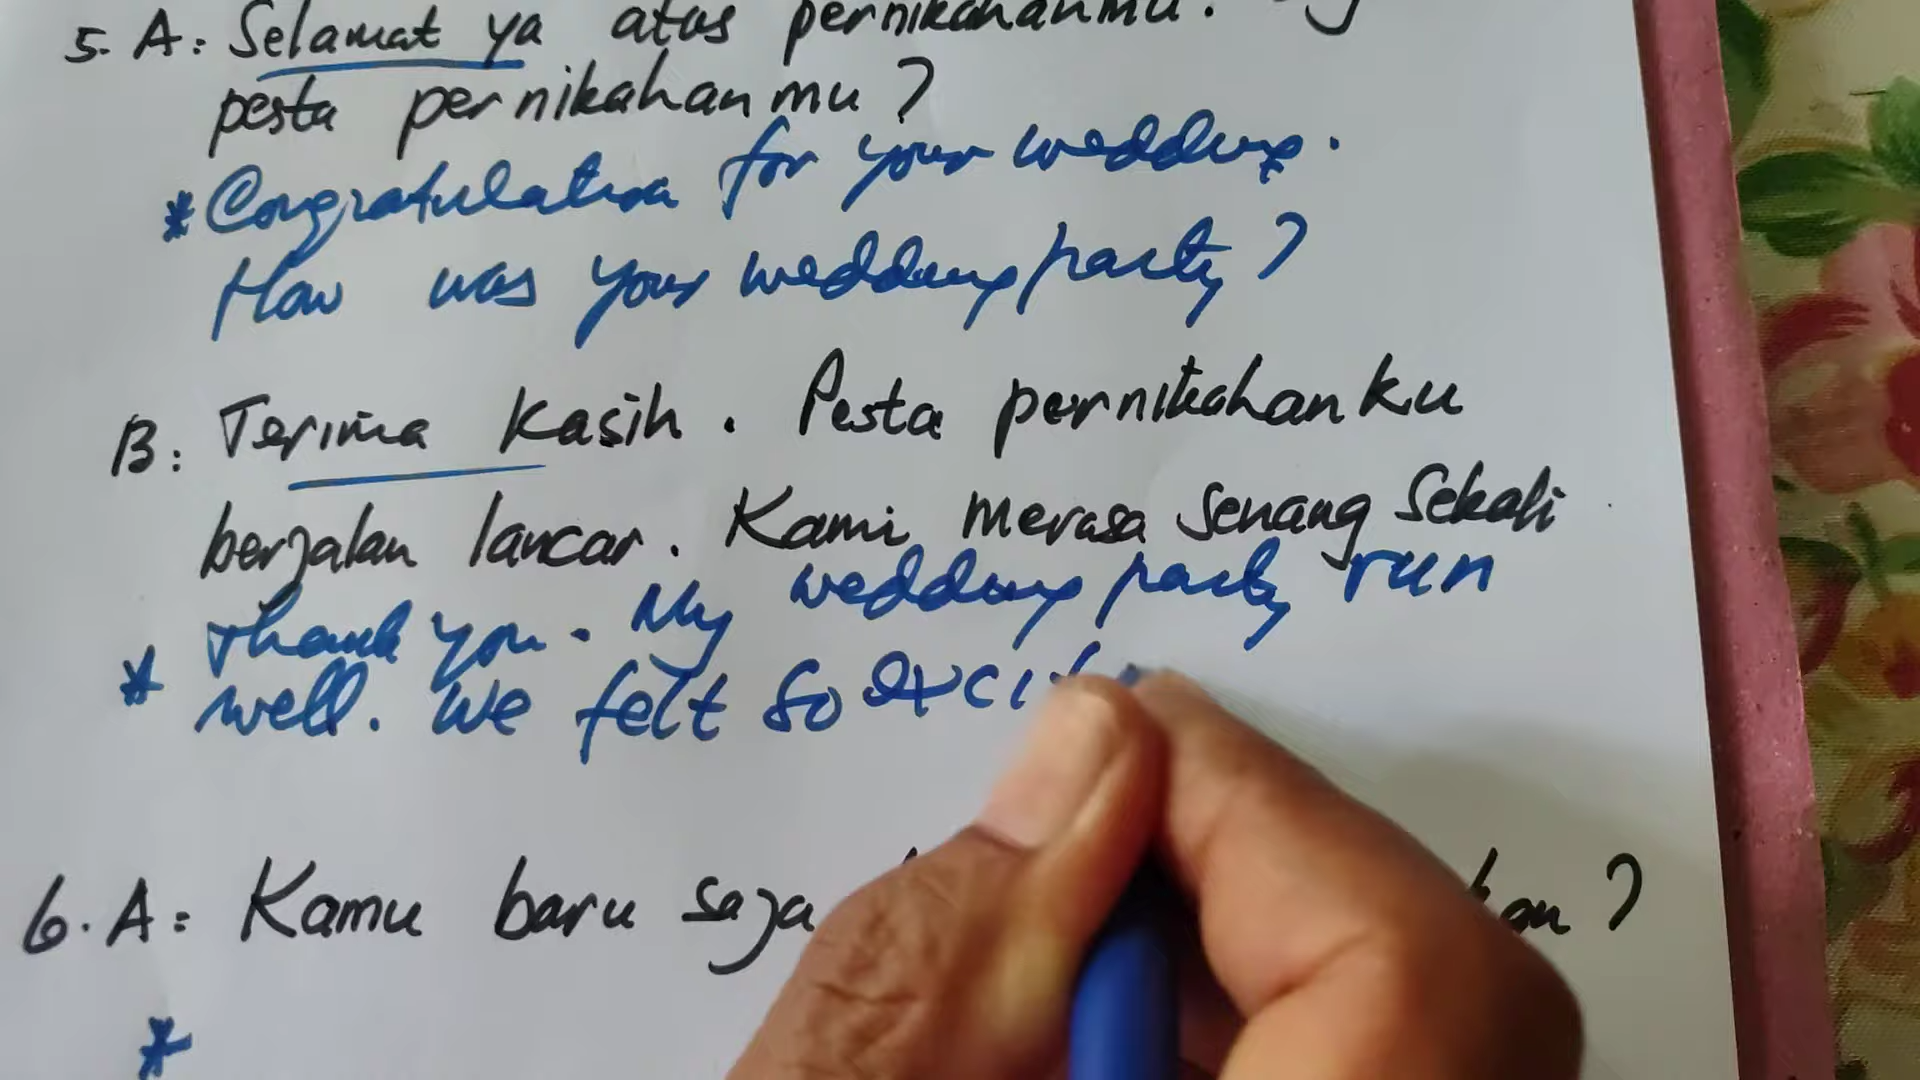 5. A: Selamat ya atas pernikahanmu.
pesta pernikahanmu?
* Congratulation for your wedding.
How was your wedding party?
B: Terima Kasih. Pesta pernikahanku
berjalan lancar. Kami merasa senang sekali
* Thank you. My wedding party run
well. We felt so
6. A: Kamu baru saja ?
*